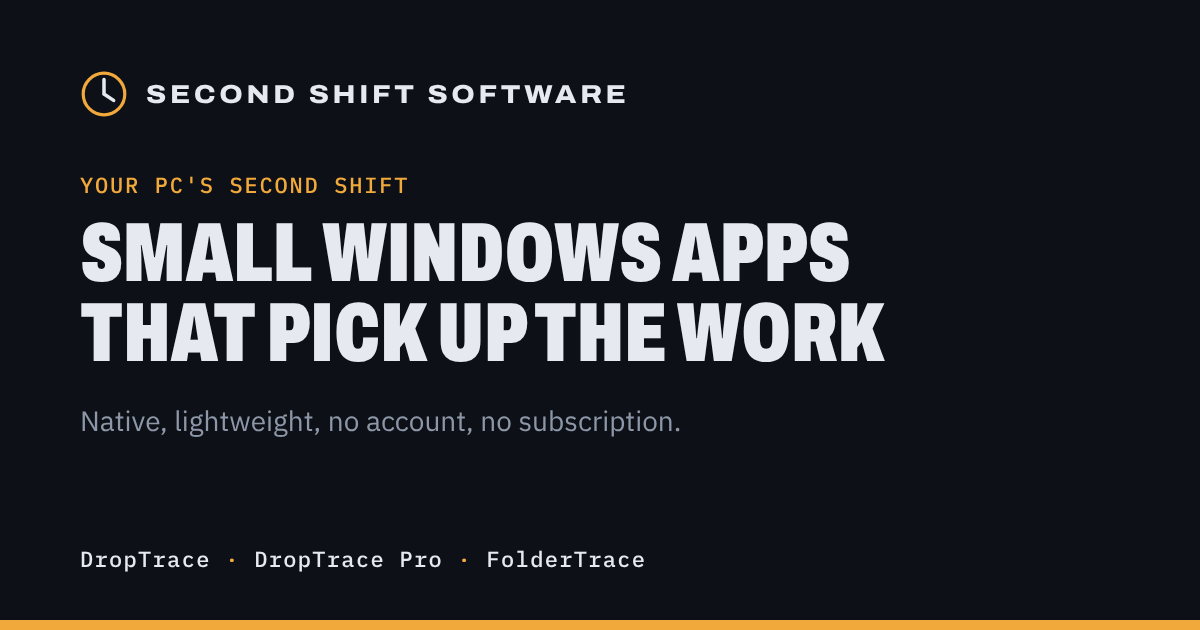 SECOND SHIFT SOFTWARE
YOUR PC'S SECOND SHIFT
SMALL WINDOWS APPS
THAT PICK UP THE WORK
Native, lightweight, no account, no subscription.
DropTrace · DropTrace Pro · FolderTrace